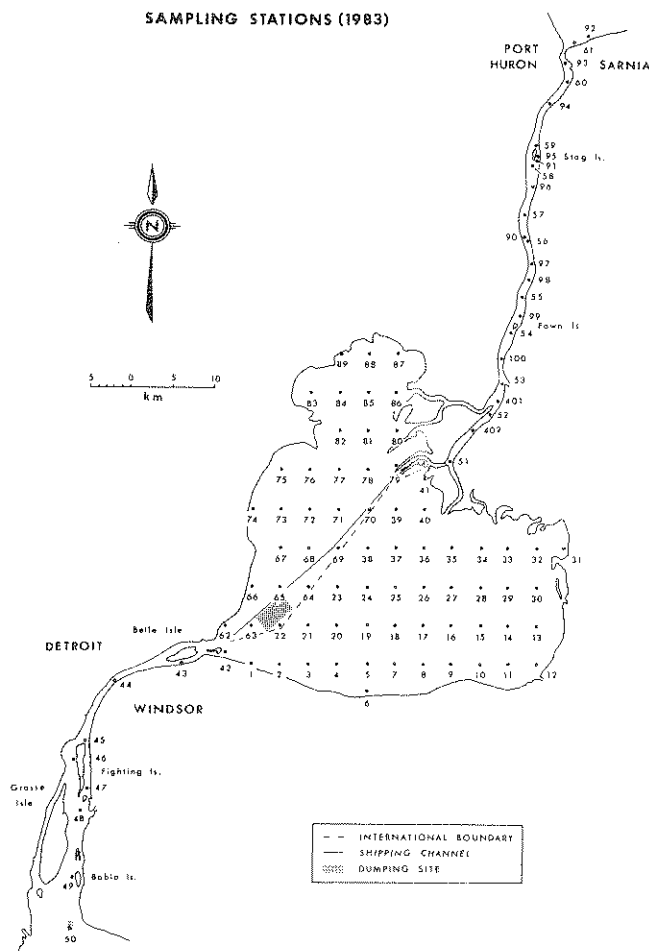 SAMPLING STATIONS (1983)
92
PORT HURON
61
93
SARNIA
60
94
59
95
Stag Is.
91
58
96
57
90
56
97
98
55
99
Fawn Is
54
N
5 0 5 10
km
89 88 87
100
53
83 84 85 86
401
52
82 81 80
402
51
75 76 77 78 79
41
74 73 72 71 70 39 40
67 68 69 38 37 36 35 34 33 32 31
66 65 64 23 24 25 26 27 28 29 30
Belle Isle
62 63 22 21 20 19 18 17 16 15 14 13
DETROIT
43
42
1 2 3 4 5 7 8 9 10 11 12
44
6
WINDSOR
45
46
Fighting Is.
Grosse Isle
47
48
Boblo Is.
49
50
INTERNATIONAL BOUNDARY
SHIPPING CHANNEL
DUMPING SITE